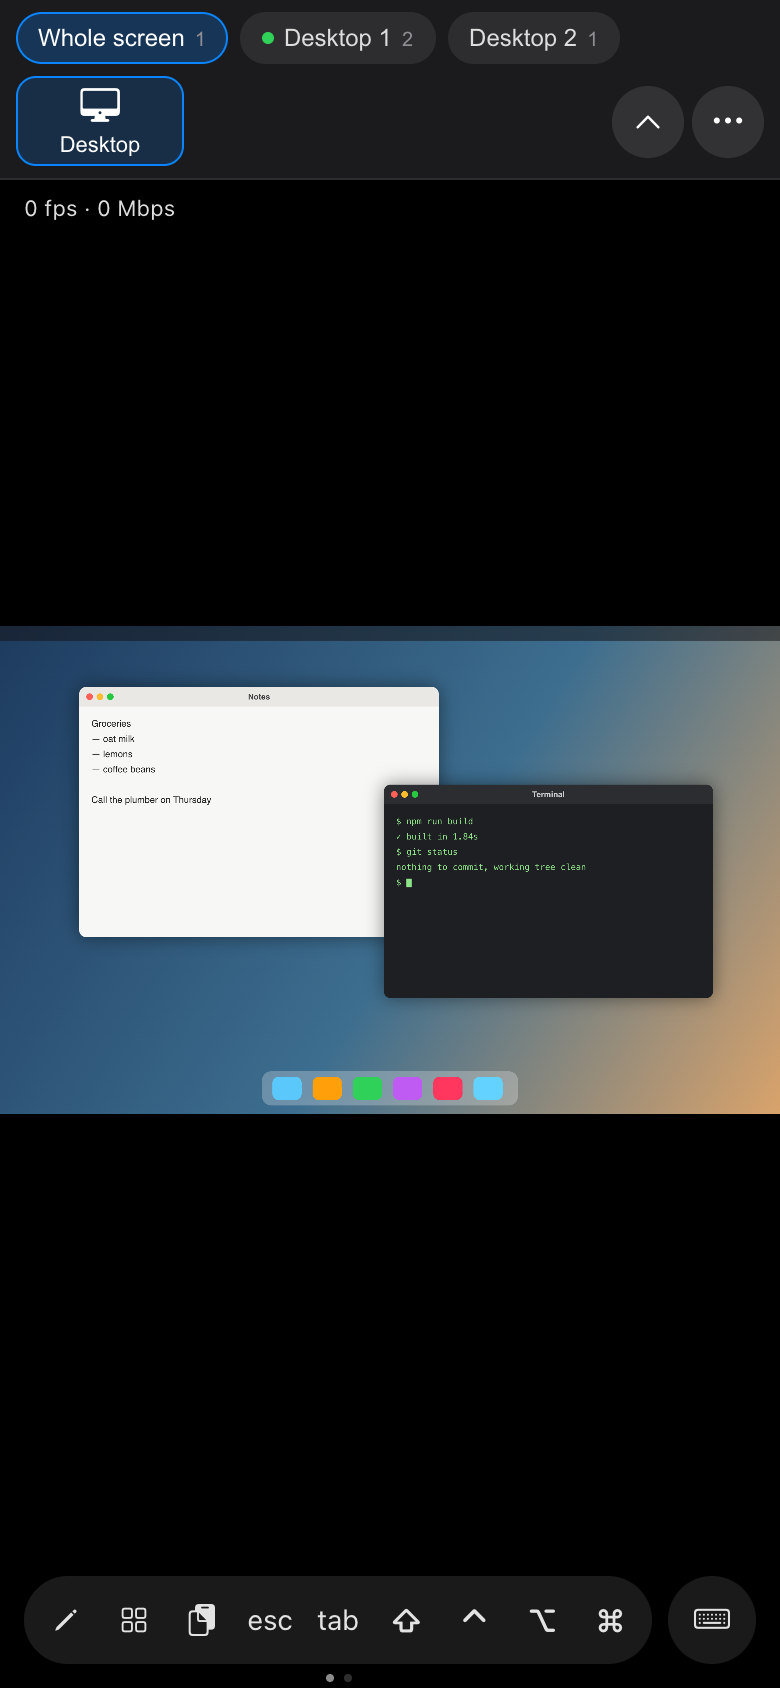 Whole screen 1
Desktop 1 2
Desktop 2 1
Desktop
0 fps · 0 Mbps
Notes
Groceries
— oat milk
— lemons
— coffee beans
Call the plumber on Thursday
Terminal
$ npm run build
✓ built in 1.84s
$ git status
nothing to commit, working tree clean
$
esc tab